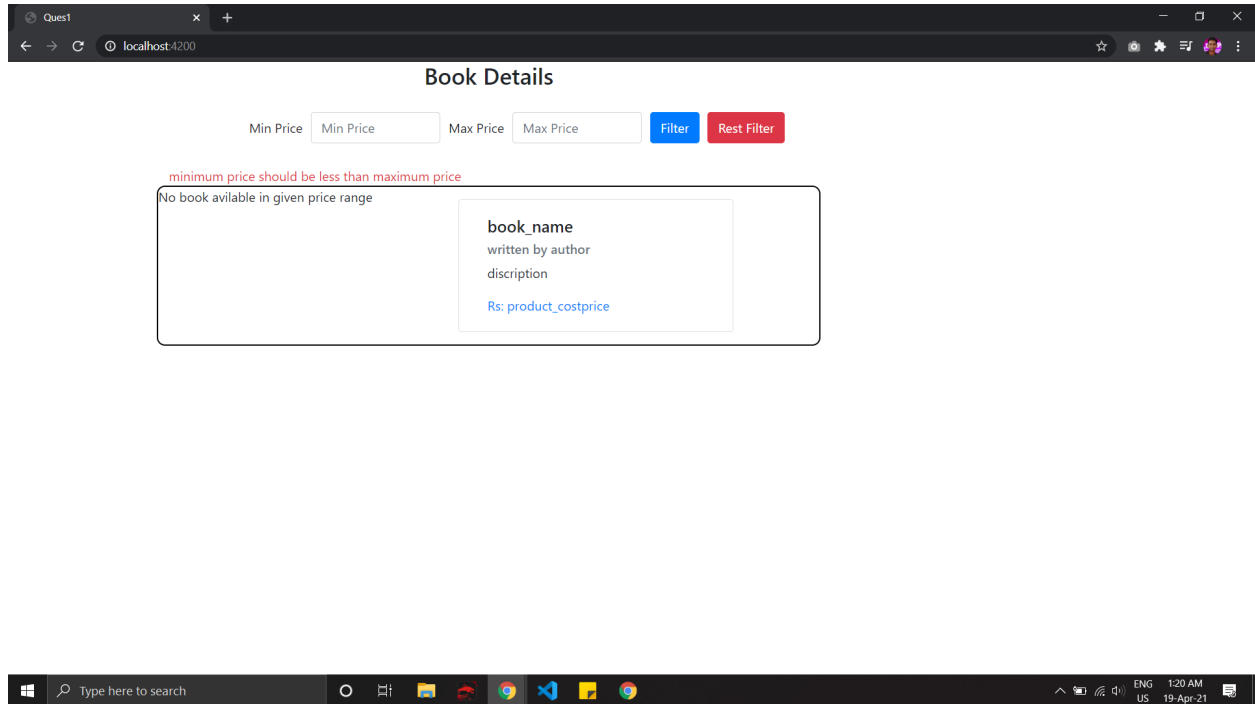 Ques1
localhost:4200
Book Details
Min Price Min Price Max Price Max Price Filter Rest Filter
minimum price should be less than maximum price
No book avilable in given price range
book_name
written by author
discription
Rs: product_costprice
Type here to search
ENG 1:20 AM
US 19-Apr-21